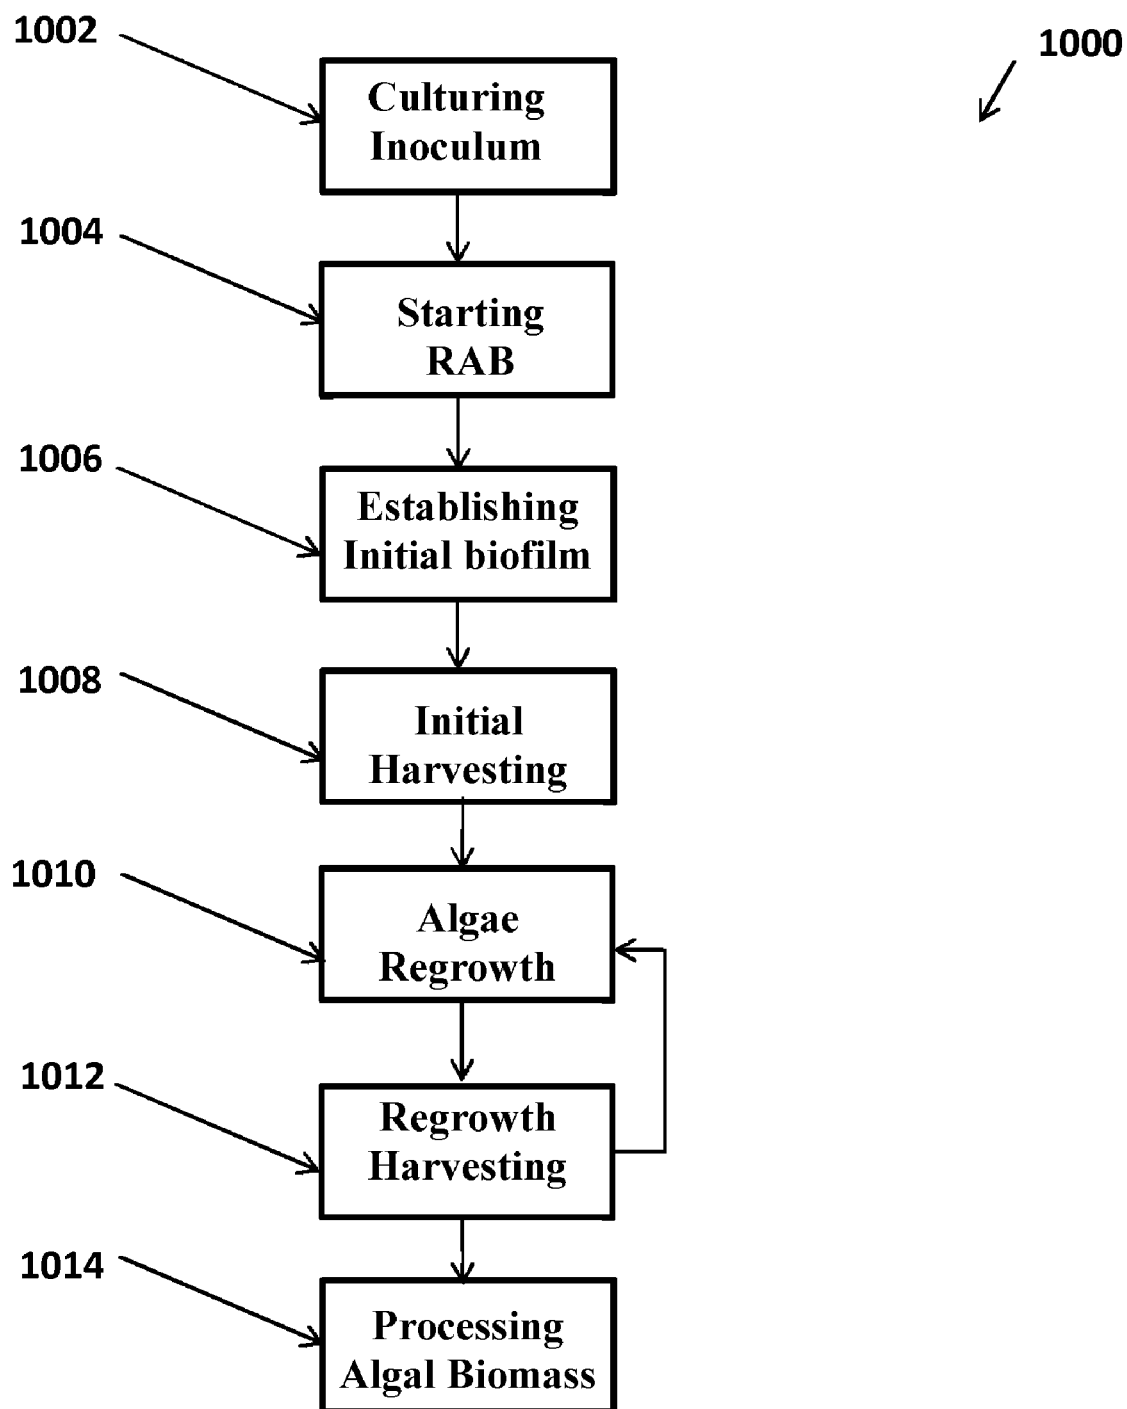 1002
1000
Culturing
Inoculum
1004
Starting
RAB
1006
Establishing
Initial biofilm
1008
Initial
Harvesting
1010
Algae
Regrowth
1012
Regrowth
Harvesting
1014
Processing
Algal Biomass